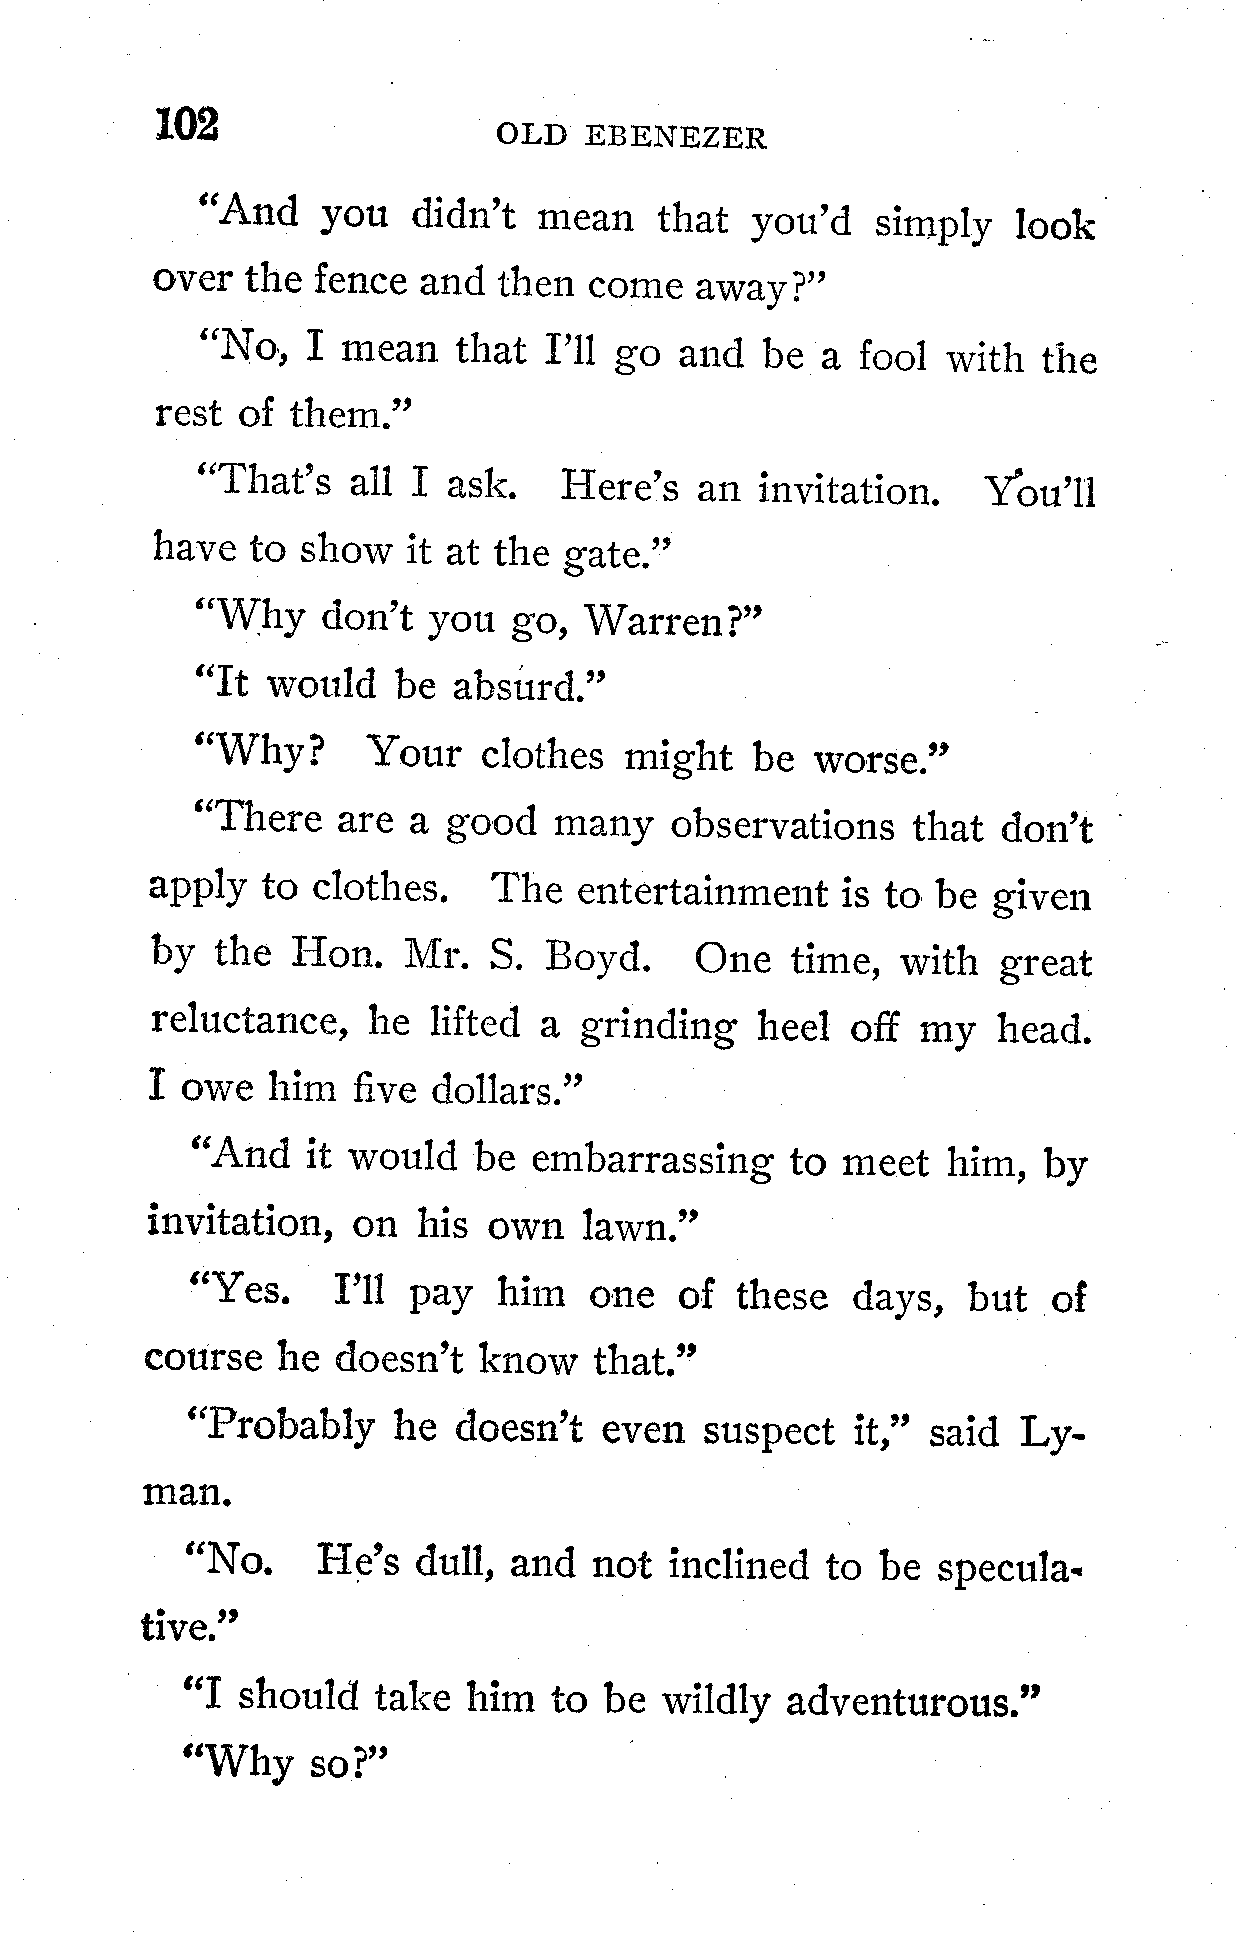 102
OLD EBENEZER
“And you didn’t mean that you’d simply look
over the fence and then come away?”
“No, I mean that I’ll go and be a fool with the
rest of them.”
“That’s all I ask. Here’s an invitation. You’ll
have to show it at the gate.”
“Why don’t you go, Warren?”
“It would be absurd.”
“Why? Your clothes might be worse.”
“There are a good many observations that don’t
apply to clothes. The entertainment is to be given
by the Hon. Mr. S. Boyd. One time, with great
reluctance, he lifted a grinding heel off my head.
I owe him five dollars.”
“And it would be embarrassing to meet him, by
invitation, on his own lawn.”
“Yes. I’ll pay him one of these days, but of
course he doesn’t know that.”
“Probably he doesn’t even suspect it,” said Ly-
man.
“No. He’s dull, and not inclined to be specula-
tive.”
“I should take him to be wildly adventurous.”
“Why so?”